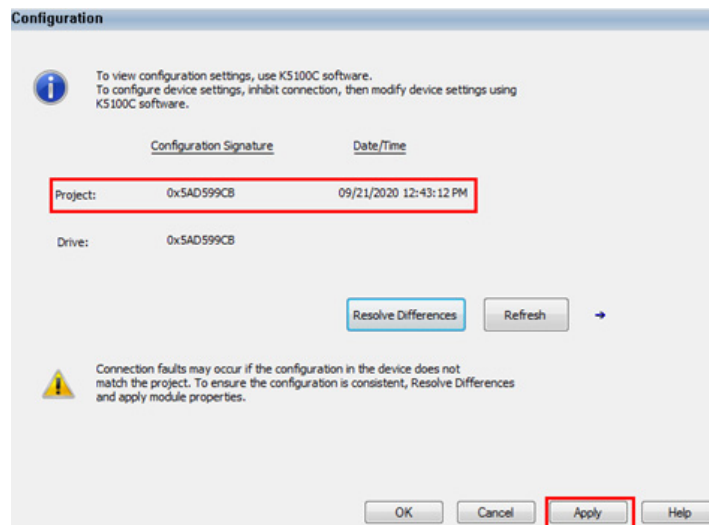 Configuration
To view configuration settings, use K5100C software.
To configure device settings, inhibit connection, then modify device settings using
K5100C software.
Configuration Signature Date/Time
Project: 0x5AD599CB 09/21/2020 12:43:12 PM
Drive: 0x5AD599CB
Resolve Differences Refresh
Connection faults may occur if the configuration in the device does not
match the project. To ensure the configuration is consistent, Resolve Differences
and apply module properties.
OK Cancel Apply Help